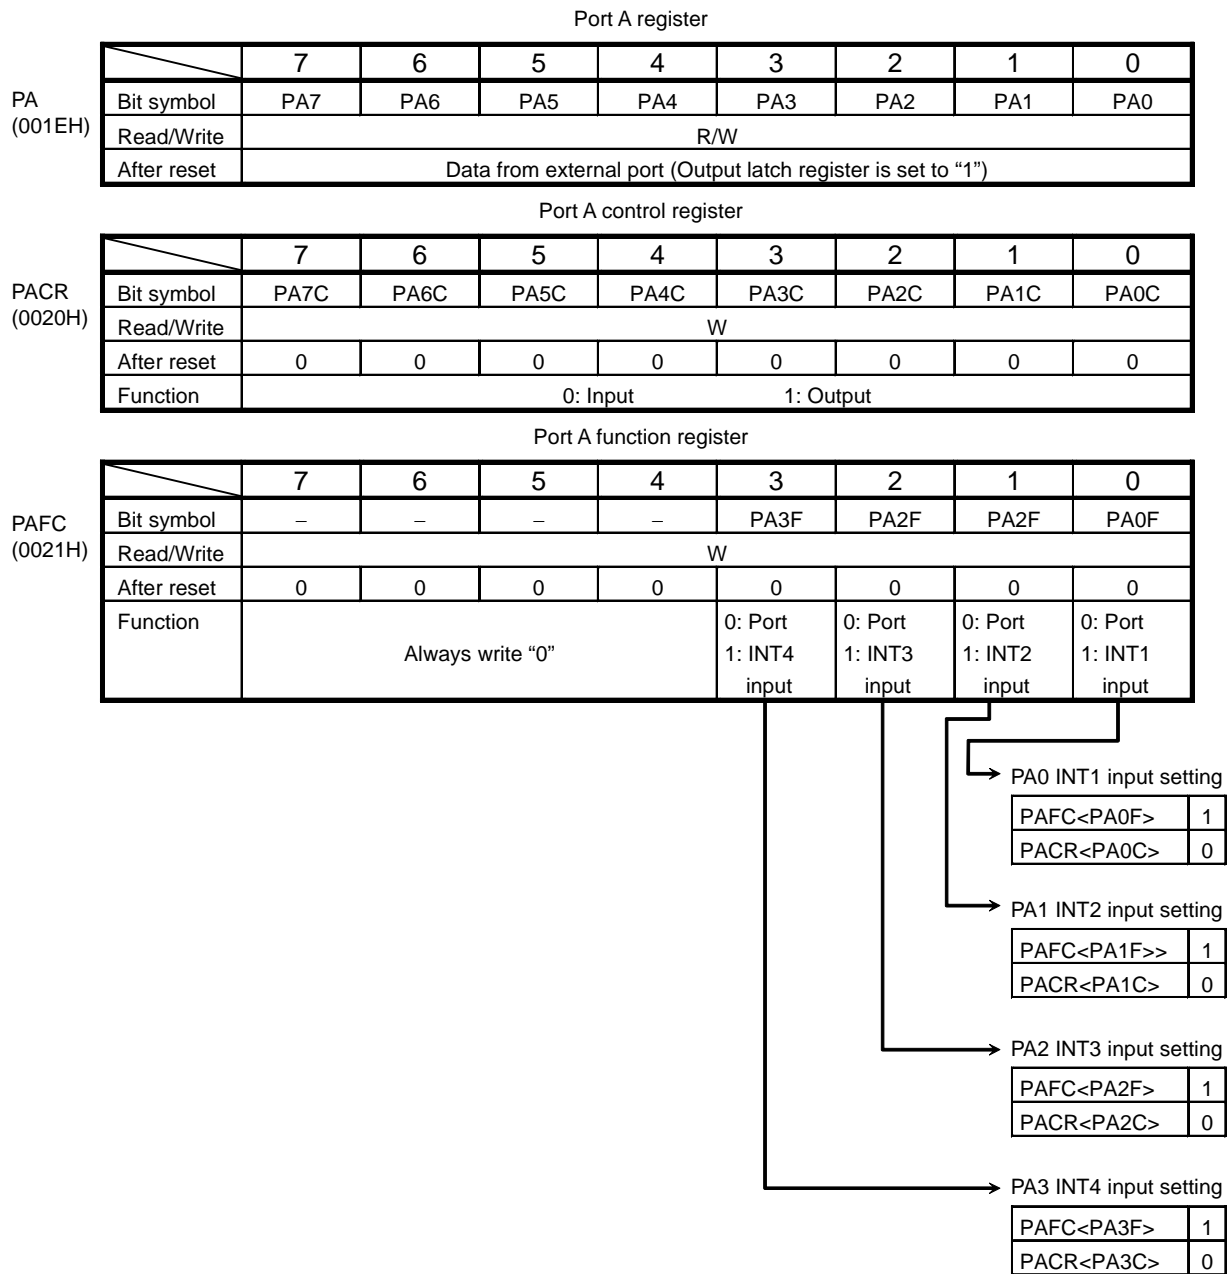 Port A register
7 6 5 4 3 2 1 0
PA
(001EH)
Bit symbol PA7 PA6 PA5 PA4 PA3 PA2 PA1 PA0
Read/Write R/W
After reset Data from external port (Output latch register is set to “1”)
Port A control register
7 6 5 4 3 2 1 0
PACR
(0020H)
Bit symbol PA7C PA6C PA5C PA4C PA3C PA2C PA1C PA0C
Read/Write W
After reset 0 0 0 0 0 0 0 0
Function 0: Input 1: Output
Port A function register
7 6 5 4 3 2 1 0
PAFC
(0021H)
Bit symbol − − − − PA3F PA2F PA2F PA0F
Read/Write W
After reset 0 0 0 0 0 0 0 0
Function Always write “0” 0: Port 0: Port 0: Port 0: Port
1: INT4 1: INT3 1: INT2 1: INT1
input input input input
PA0 INT1 input setting
PAFC<PA0F> 1
PACR<PA0C> 0
PA1 INT2 input setting
PAFC<PA1F>> 1
PACR<PA1C> 0
PA2 INT3 input setting
PAFC<PA2F> 1
PACR<PA2C> 0
PA3 INT4 input setting
PAFC<PA3F> 1
PACR<PA3C> 0